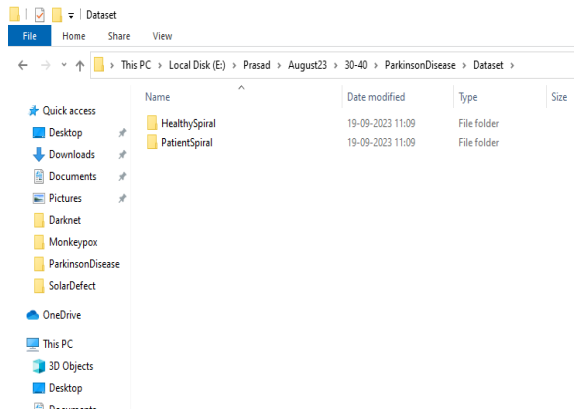 Dataset
File Home Share View
This PC > Local Disk (E:) > Prasad > August23 > 30-40 > ParkinsonDisease > Dataset >
Name Date modified Type Size
Quick access
HealthySpiral 19-09-2023 11:09 File folder
Desktop
PatientSpiral 19-09-2023 11:09 File folder
Downloads
Documents
Pictures
Darknet
Monkeypox
ParkinsonDisease
SolarDefect
OneDrive
This PC
3D Objects
Desktop
Documents